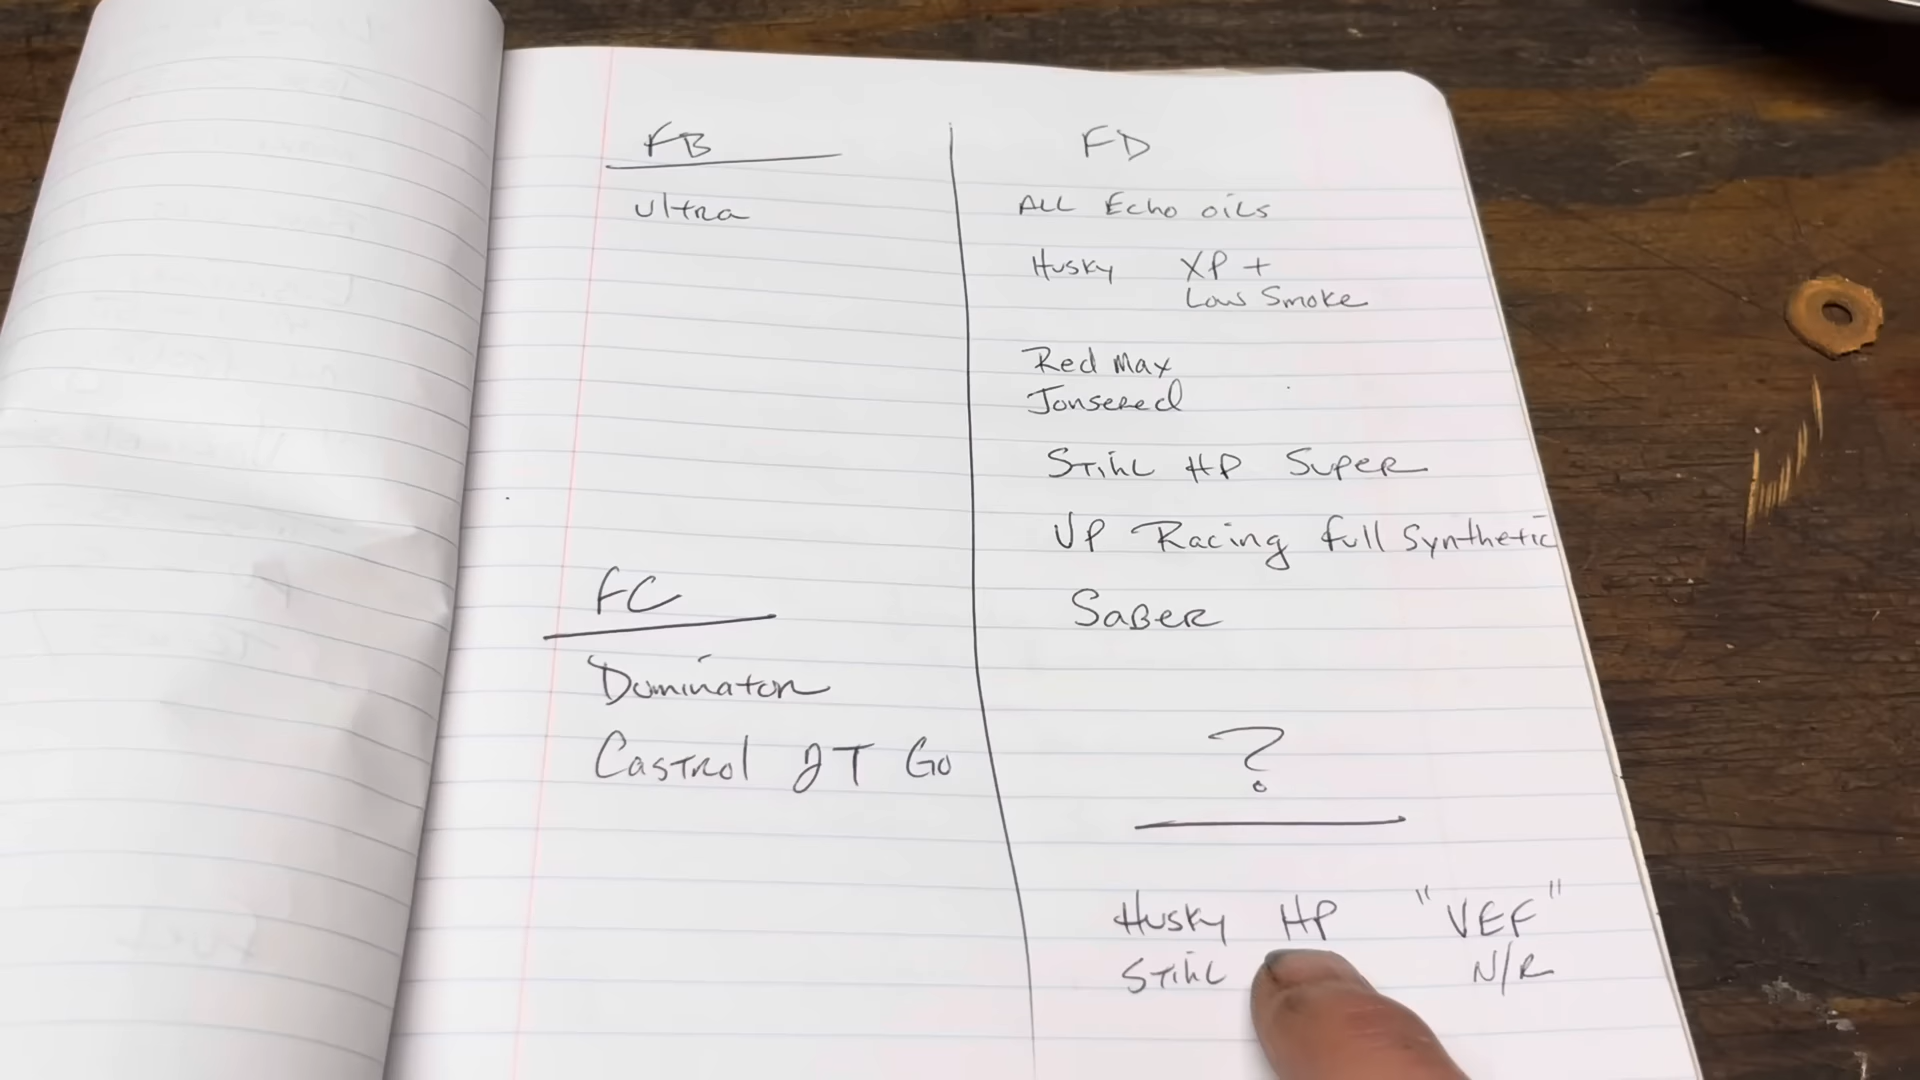 FB
Ultra
FC
Dominator
Castrol 2T Go
FD
ALL Echo oils
Husky XP +
Low Smoke
Red Max
Jonsered
Stihl HP Super
VP Racing full Synthetic
Saber
?
Husky HP "VEF"
Stihl N/R